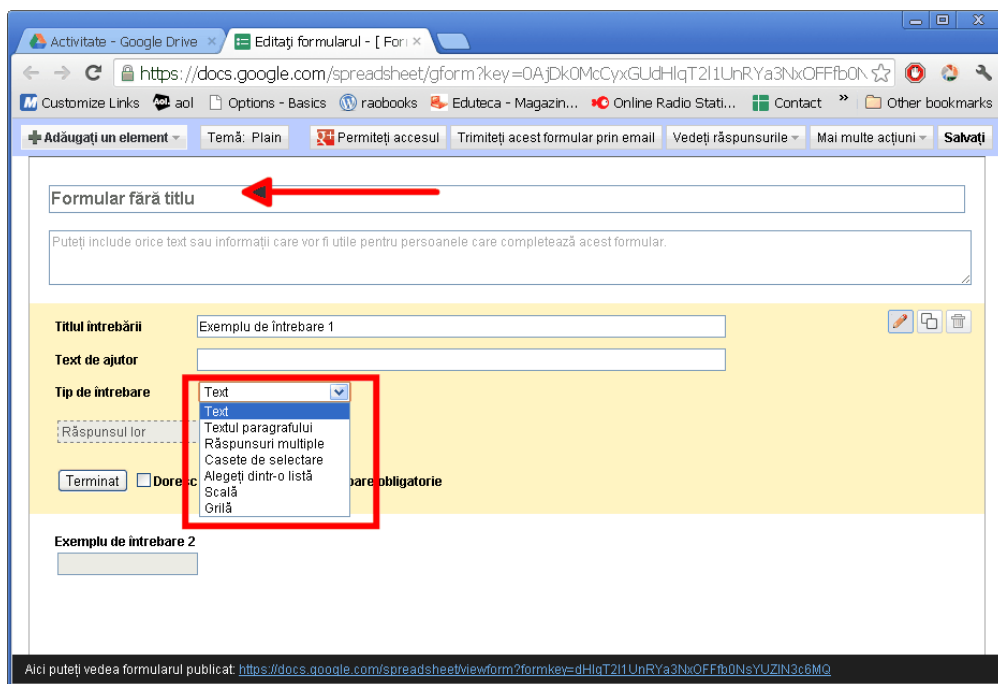 Activitate - Google Drive
Editați formularul - [ For
https://docs.google.com/spreadsheet/gform?key=0AjDk0McCyxGUdHlqT2l1UnRYa3NxOFFfb0N
Customize Links aol Options - Basics raobooks Eduteca - Magazin... Online Radio Stati... Contact » Other bookmarks
Adăugați un element Temă: Plain Permiteți accesul Trimiteți acest formular prin email Vedeți răspunsurile Mai multe acțiuni Salvați
Formular fără titlu
Puteți include orice text sau informații care vor fi utile pentru persoanele care completează acest formular.
Titlul întrebării Exemplu de întrebare 1
Text de ajutor
Tip de întrebare Text
Text
Textul paragrafului
Răspunsul lor
Răspunsuri multiple
Casete de selectare
Alegeți dintr-o listă
Terminat Doresc bare obligatorie
Scală
Grilă
Exemplu de întrebare 2
Aici puteți vedea formularul publicat: https://docs.google.com/spreadsheet/viewform?formkey=dHlqT2l1UnRYa3NxOFFfb0NsYUZIN3c6MQ